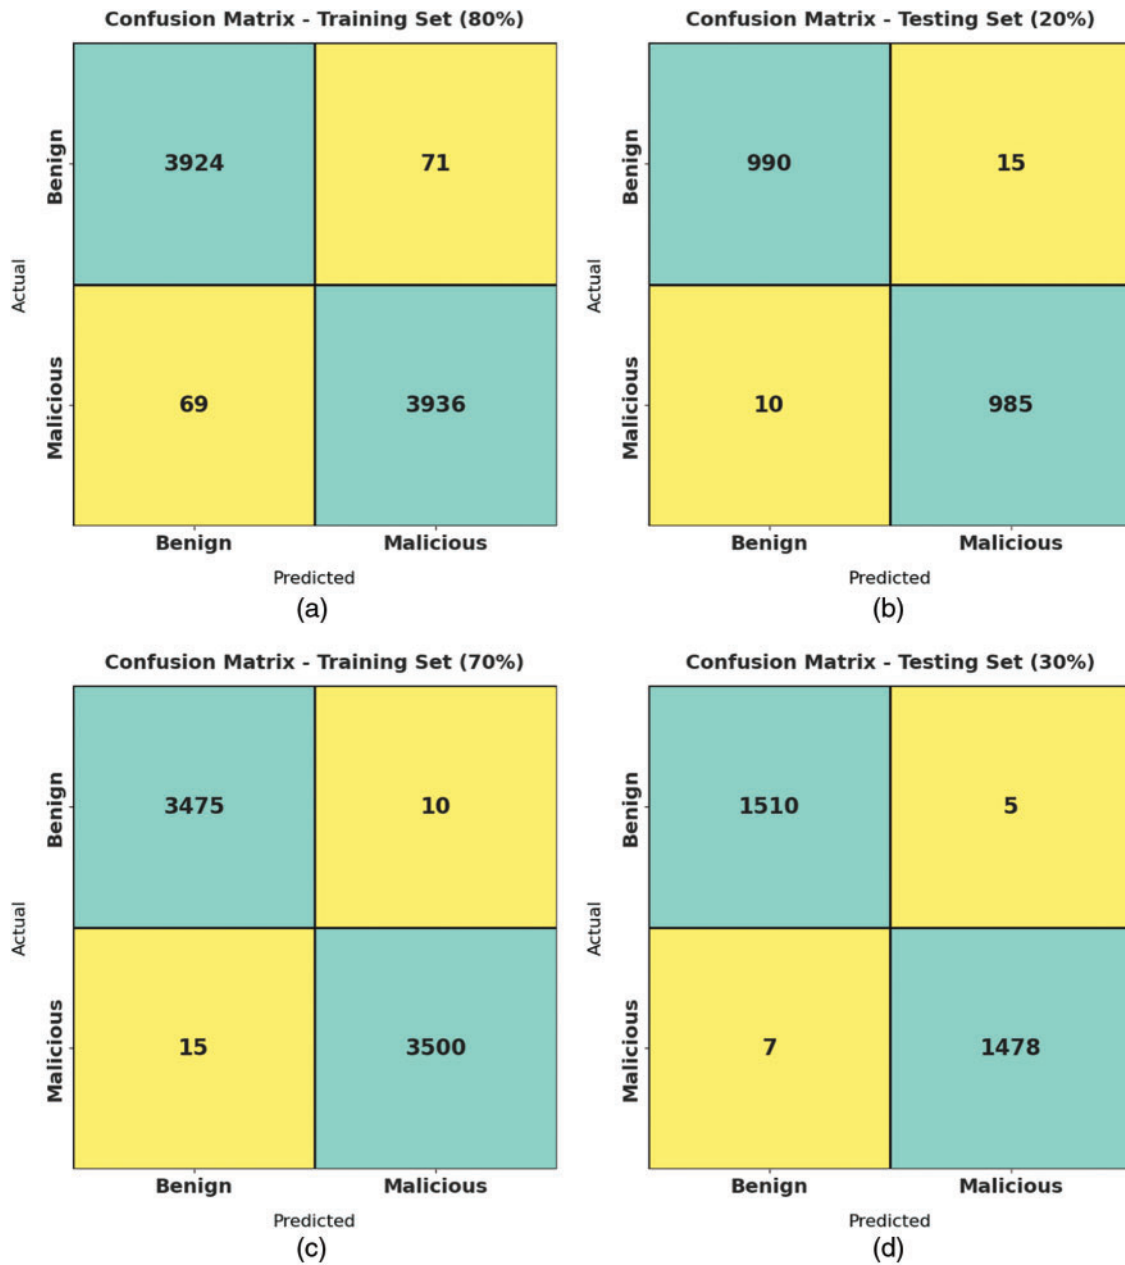 Confusion Matrix - Training Set (80%)
Benign
3924
71
Actual
Malicious
69
3936
Benign
Malicious
Predicted
(a)
Confusion Matrix - Testing Set (20%)
Benign
990
15
Actual
Malicious
10
985
Benign
Malicious
Predicted
(b)
Confusion Matrix - Training Set (70%)
Benign
3475
10
Actual
Malicious
15
3500
Benign
Malicious
Predicted
(c)
Confusion Matrix - Testing Set (30%)
Benign
1510
5
Actual
Malicious
7
1478
Benign
Malicious
Predicted
(d)